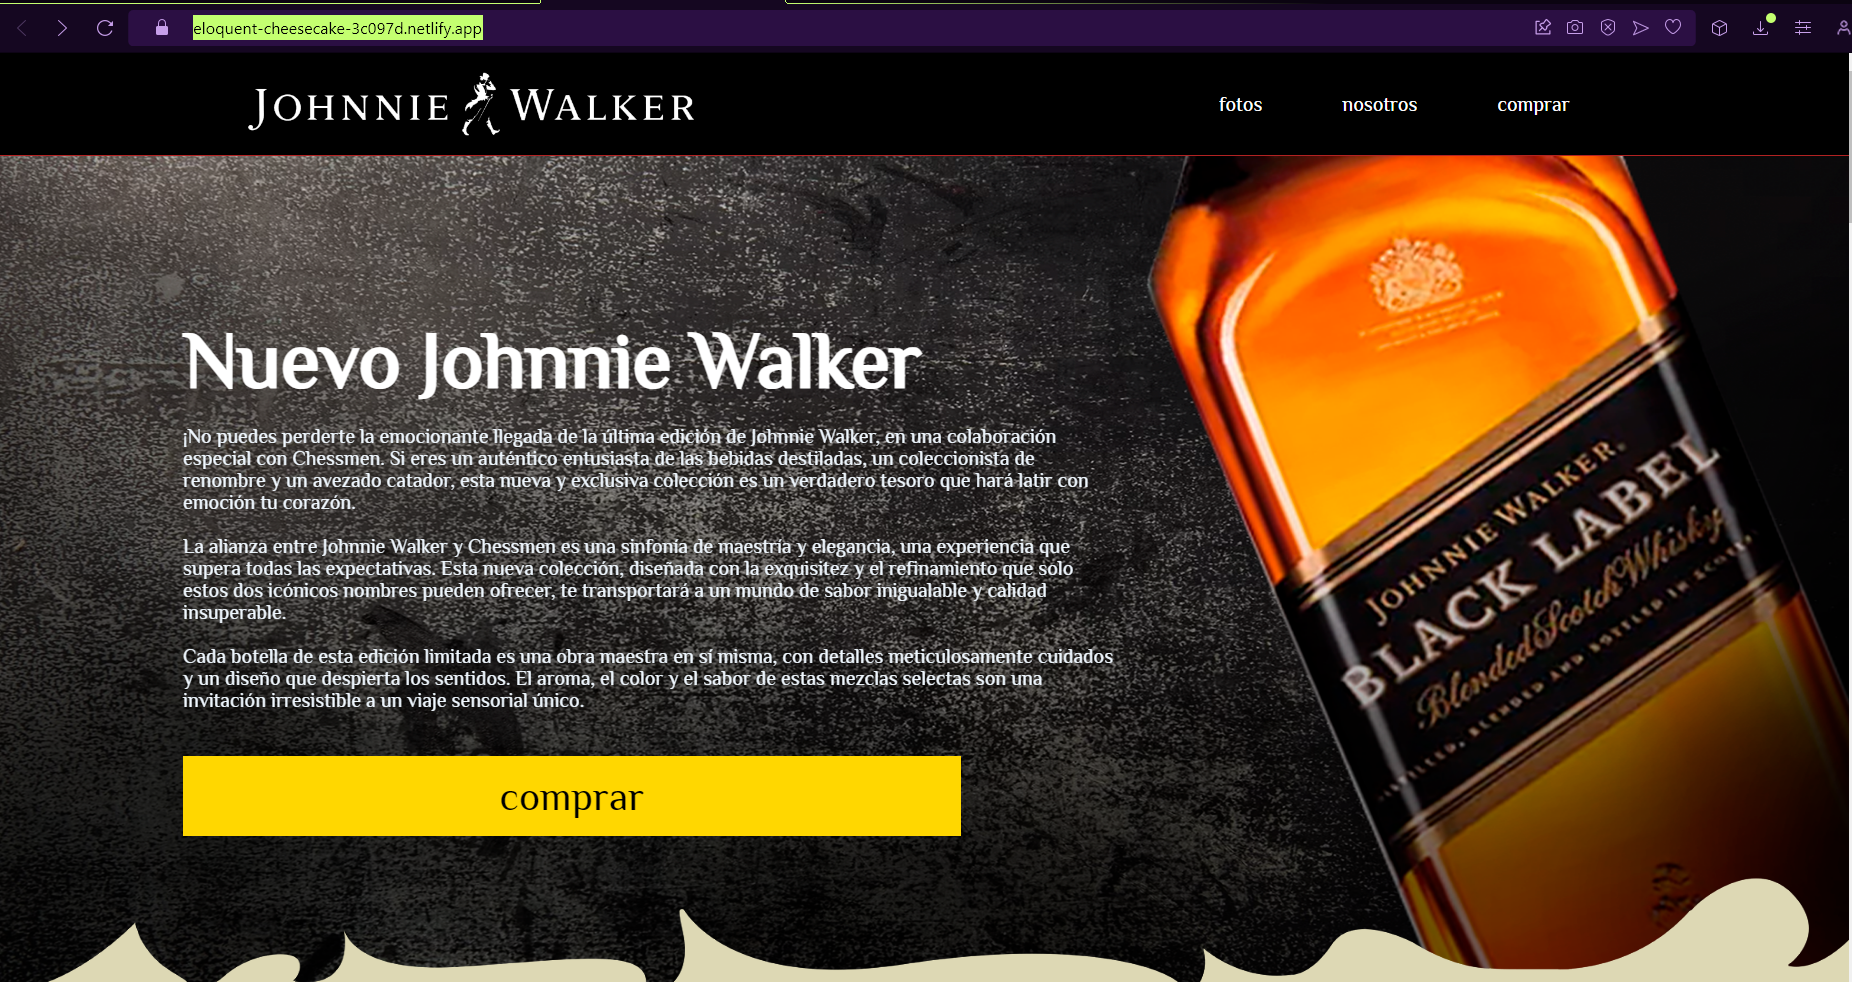 eloquent-cheesecake-3c097d.netlify.app
JOHNNIE WALKER
fotos nosotros comprar
Nuevo Johnnie Walker
¡No puedes perderte la emocionante llegada de la última edición de Johnnie Walker, en una colaboración
especial con Chessmen. Si eres un auténtico entusiasta de las bebidas destiladas, un coleccionista de
renombre y un avezado catador, esta nueva y exclusiva colección es un verdadero tesoro que hará latir con
emoción tu corazón.
La alianza entre Johnnie Walker y Chessmen es una sinfonía de maestría y elegancia, una experiencia que
supera todas las expectativas. Esta nueva colección, diseñada con la exquisitez y el refinamiento que solo
estos dos icónicos nombres pueden ofrecer, te transportará a un mundo de sabor inigualable y calidad
insuperable.
Cada botella de esta edición limitada es una obra maestra en sí misma, con detalles meticulosamente cuidados
y un diseño que despierta los sentidos. El aroma, el color y el sabor de estas mezclas selectas son una
invitación irresistible a un viaje sensorial único.
comprar
JOHNNIE WALKER.
BLACK LABEL
Blended Scotch Whisky
BLENDED AND BOTTLED IN